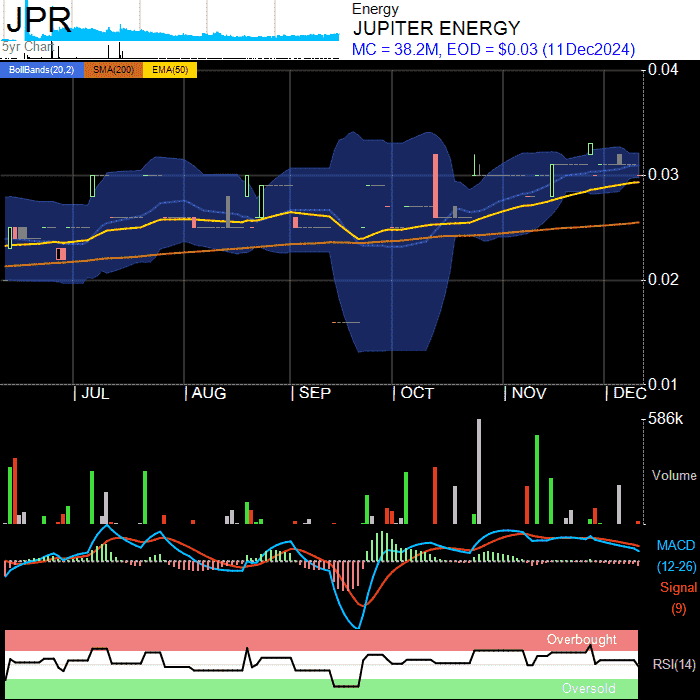 JPR
5yr Chart
Energy
JUPITER ENERGY
MC = 38.2M, EOD = $0.03 (11Dec2024)
BollBands(20,2) SMA(200) EMA(50)
0.04
0.03
0.02
0.01
| JUL | AUG | SEP | OCT | NOV | DEC
586k
Volume
MACD
(12-26)
Signal
(9)
Overbought
RSI(14)
Oversold